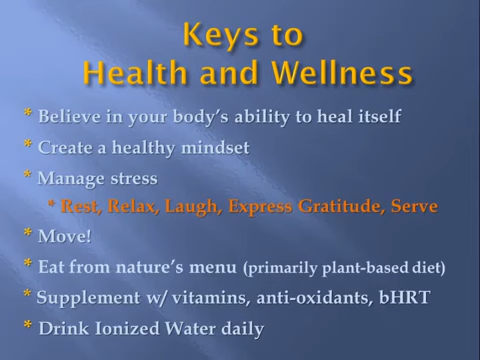 Keys to
Health and Wellness
* Believe in your body's ability to heal itself
* Create a healthy mindset
* Manage stress
* Rest, Relax, Laugh, Express Gratitude, Serve
* Move!
* Eat from nature's menu (primarily plant-based diet)
* Supplement w/ vitamins, anti-oxidants, bHRT
* Drink Ionized Water daily